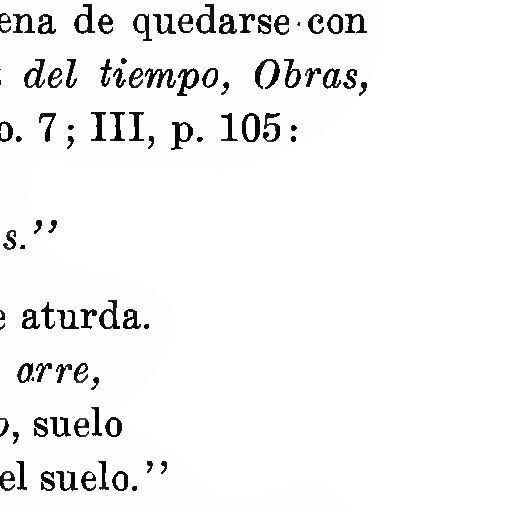 ena de quedarse con
del tiempo, Obras,
o. 7; III, p. 105:
s.''
e aturda.
arre,
o, suelo
el suelo.''